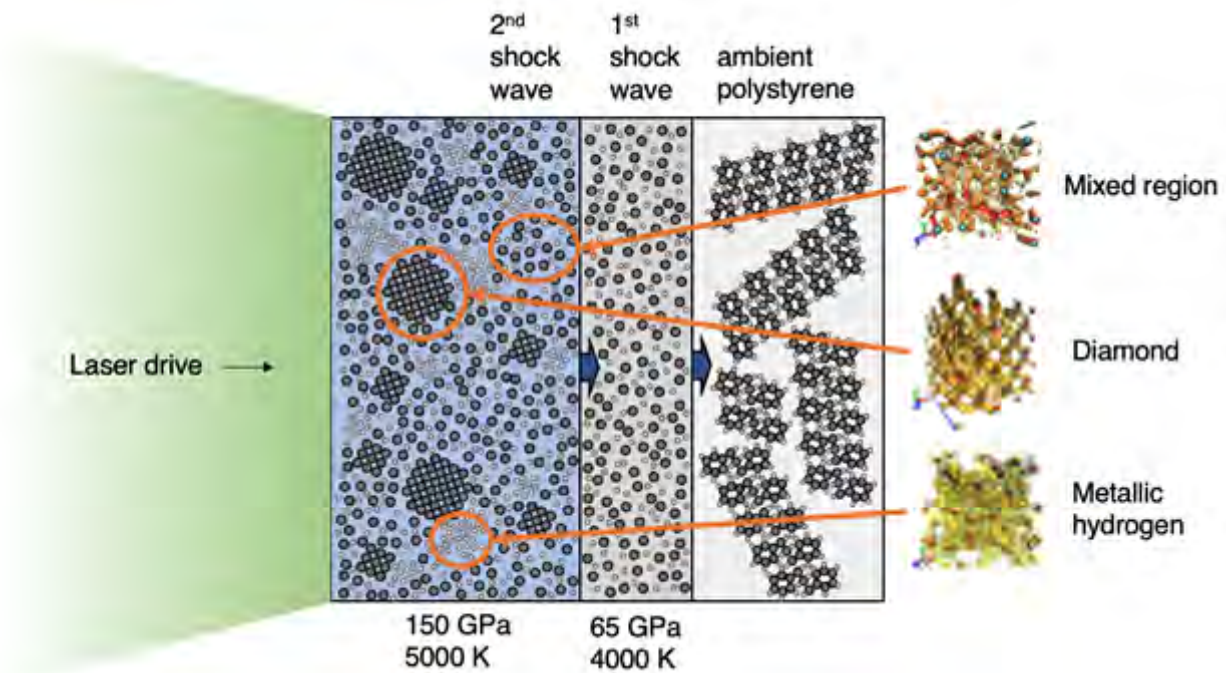 2nd
shock
wave
1st
shock
wave
ambient
polystyrene
Mixed region
Laser drive
Diamond
Metallic
hydrogen
150 GPa
5000 K
65 GPa
4000 K